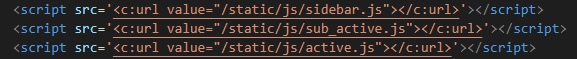 <script src='<c:url value="/static/js/sidebar.js"></c:url>'></script>
<script src='<c:url value="/static/js/sub_active.js"></c:url>'></script>
<script src='<c:url value="/static/js/active.js"></c:url>'></script>